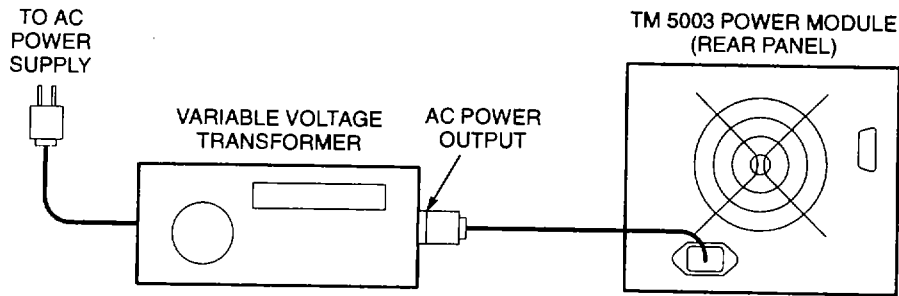 TO AC
POWER
SUPPLY
VARIABLE VOLTAGE
TRANSFORMER
AC POWER
OUTPUT
TM 5003 POWER MODULE
(REAR PANEL)